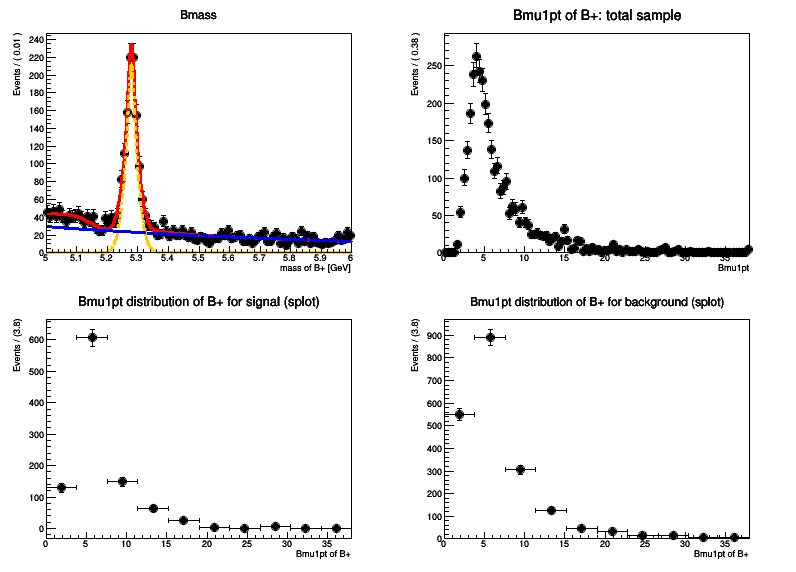 Bmass
Events / ( 0.01 )
240
220
200
180
160
140
120
100
80
60
40
20
0
5 5.1 5.2 5.3 5.4 5.5 5.6 5.7 5.8 5.9 6
mass of B+ [GeV]
Bmu1pt of B+: total sample
Events / ( 0.38 )
250
200
150
100
50
0
0 5 10 15 20 25 30 35
Bmu1pt
Bmu1pt distribution of B+ for signal (splot)
Events / (3.8)
600
500
400
300
200
100
0
0 5 10 15 20 25 30 35
Bmu1pt of B+
Bmu1pt distribution of B+ for background (splot)
Events / (3.8)
900
800
700
600
500
400
300
200
100
0
0 5 10 15 20 25 30 35
Bmu1pt of B+